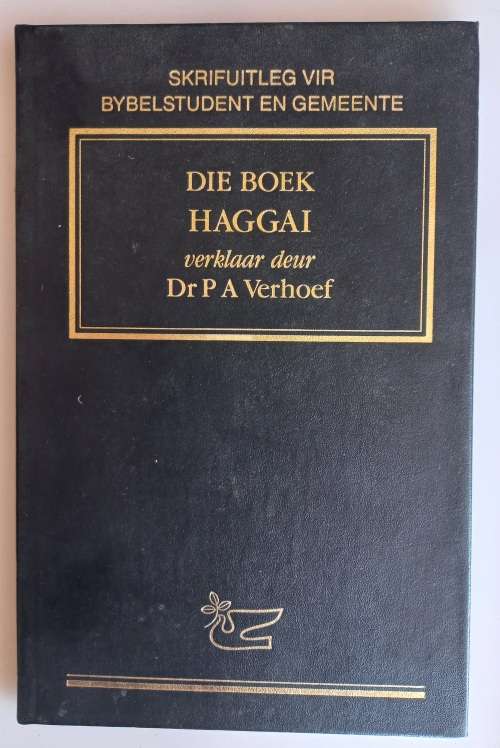 SKRIFUITLEG VIR
BYBELSTUDENT EN GEMEENTE
DIE BOEK
HAGGAI
verklaar deur
Dr P A Verhoef